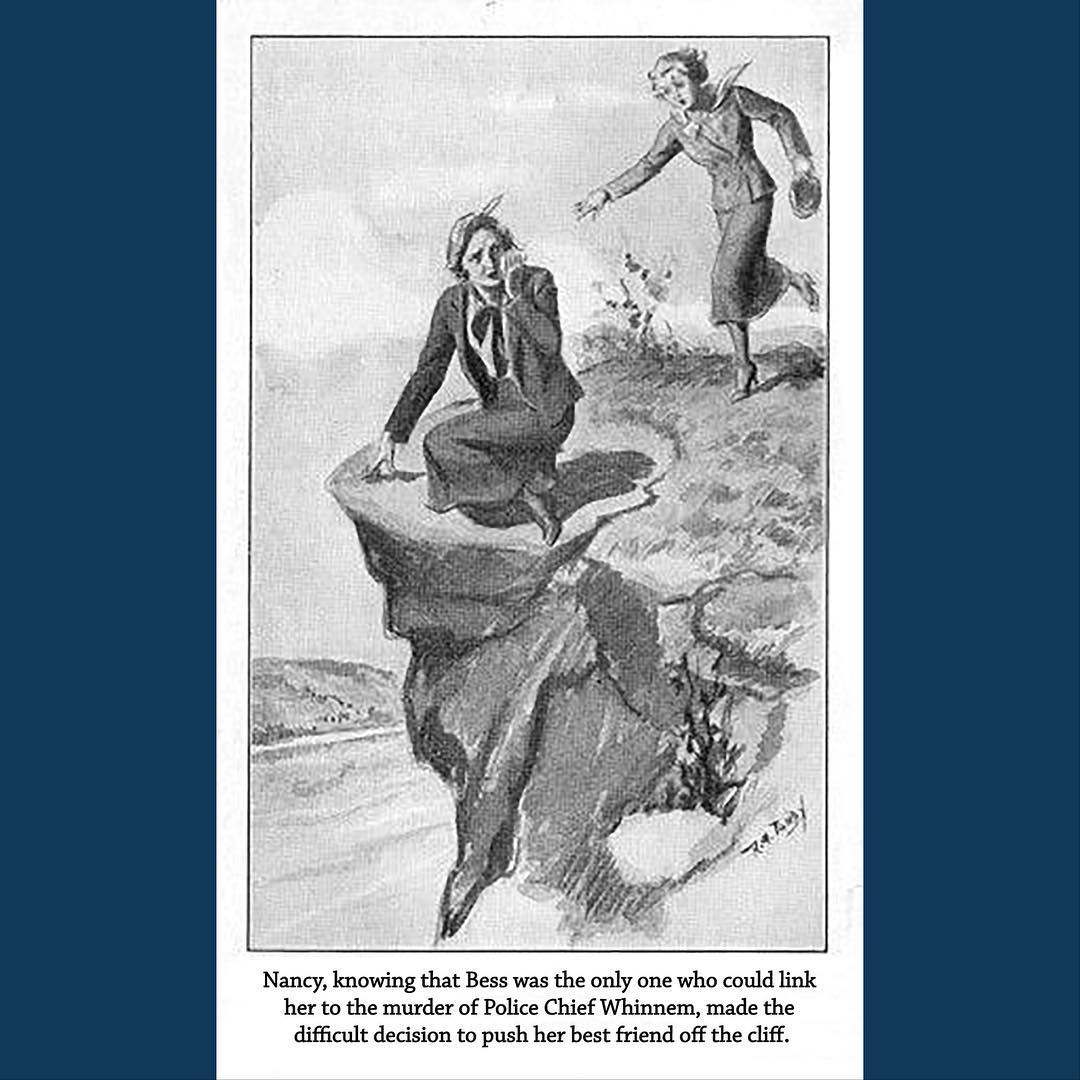 R.H. TANDY
Nancy, knowing that Bess was the only one who could link
her to the murder of Police Chief Whinnem, made the
difficult decision to push her best friend off the cliff.